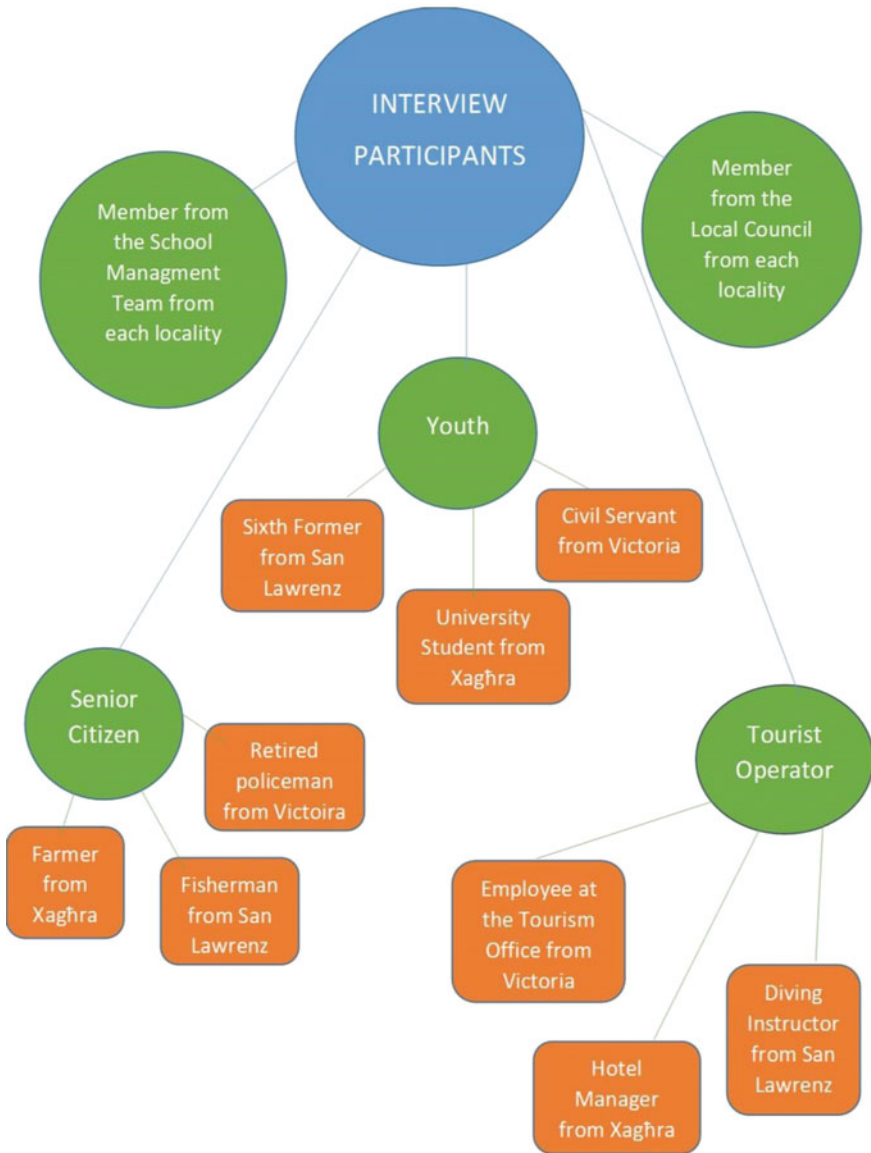 INTERVIEW
PARTICIPANTS
Member from
the School
Managment
Team from
each locality
Member
from the
Local Council
from each
locality
Youth
Sixth Former
from San
Lawrenz
University
Student from
Xagħra
Civil Servant
from Victoria
Senior
Citizen
Retired
policeman
from Victoira
Farmer
from
Xagħra
Fisherman
from San
Lawrenz
Tourist
Operator
Employee at
the Tourism
Office from
Victoria
Hotel
Manager
from Xagħra
Diving
Instructor
from San
Lawrenz